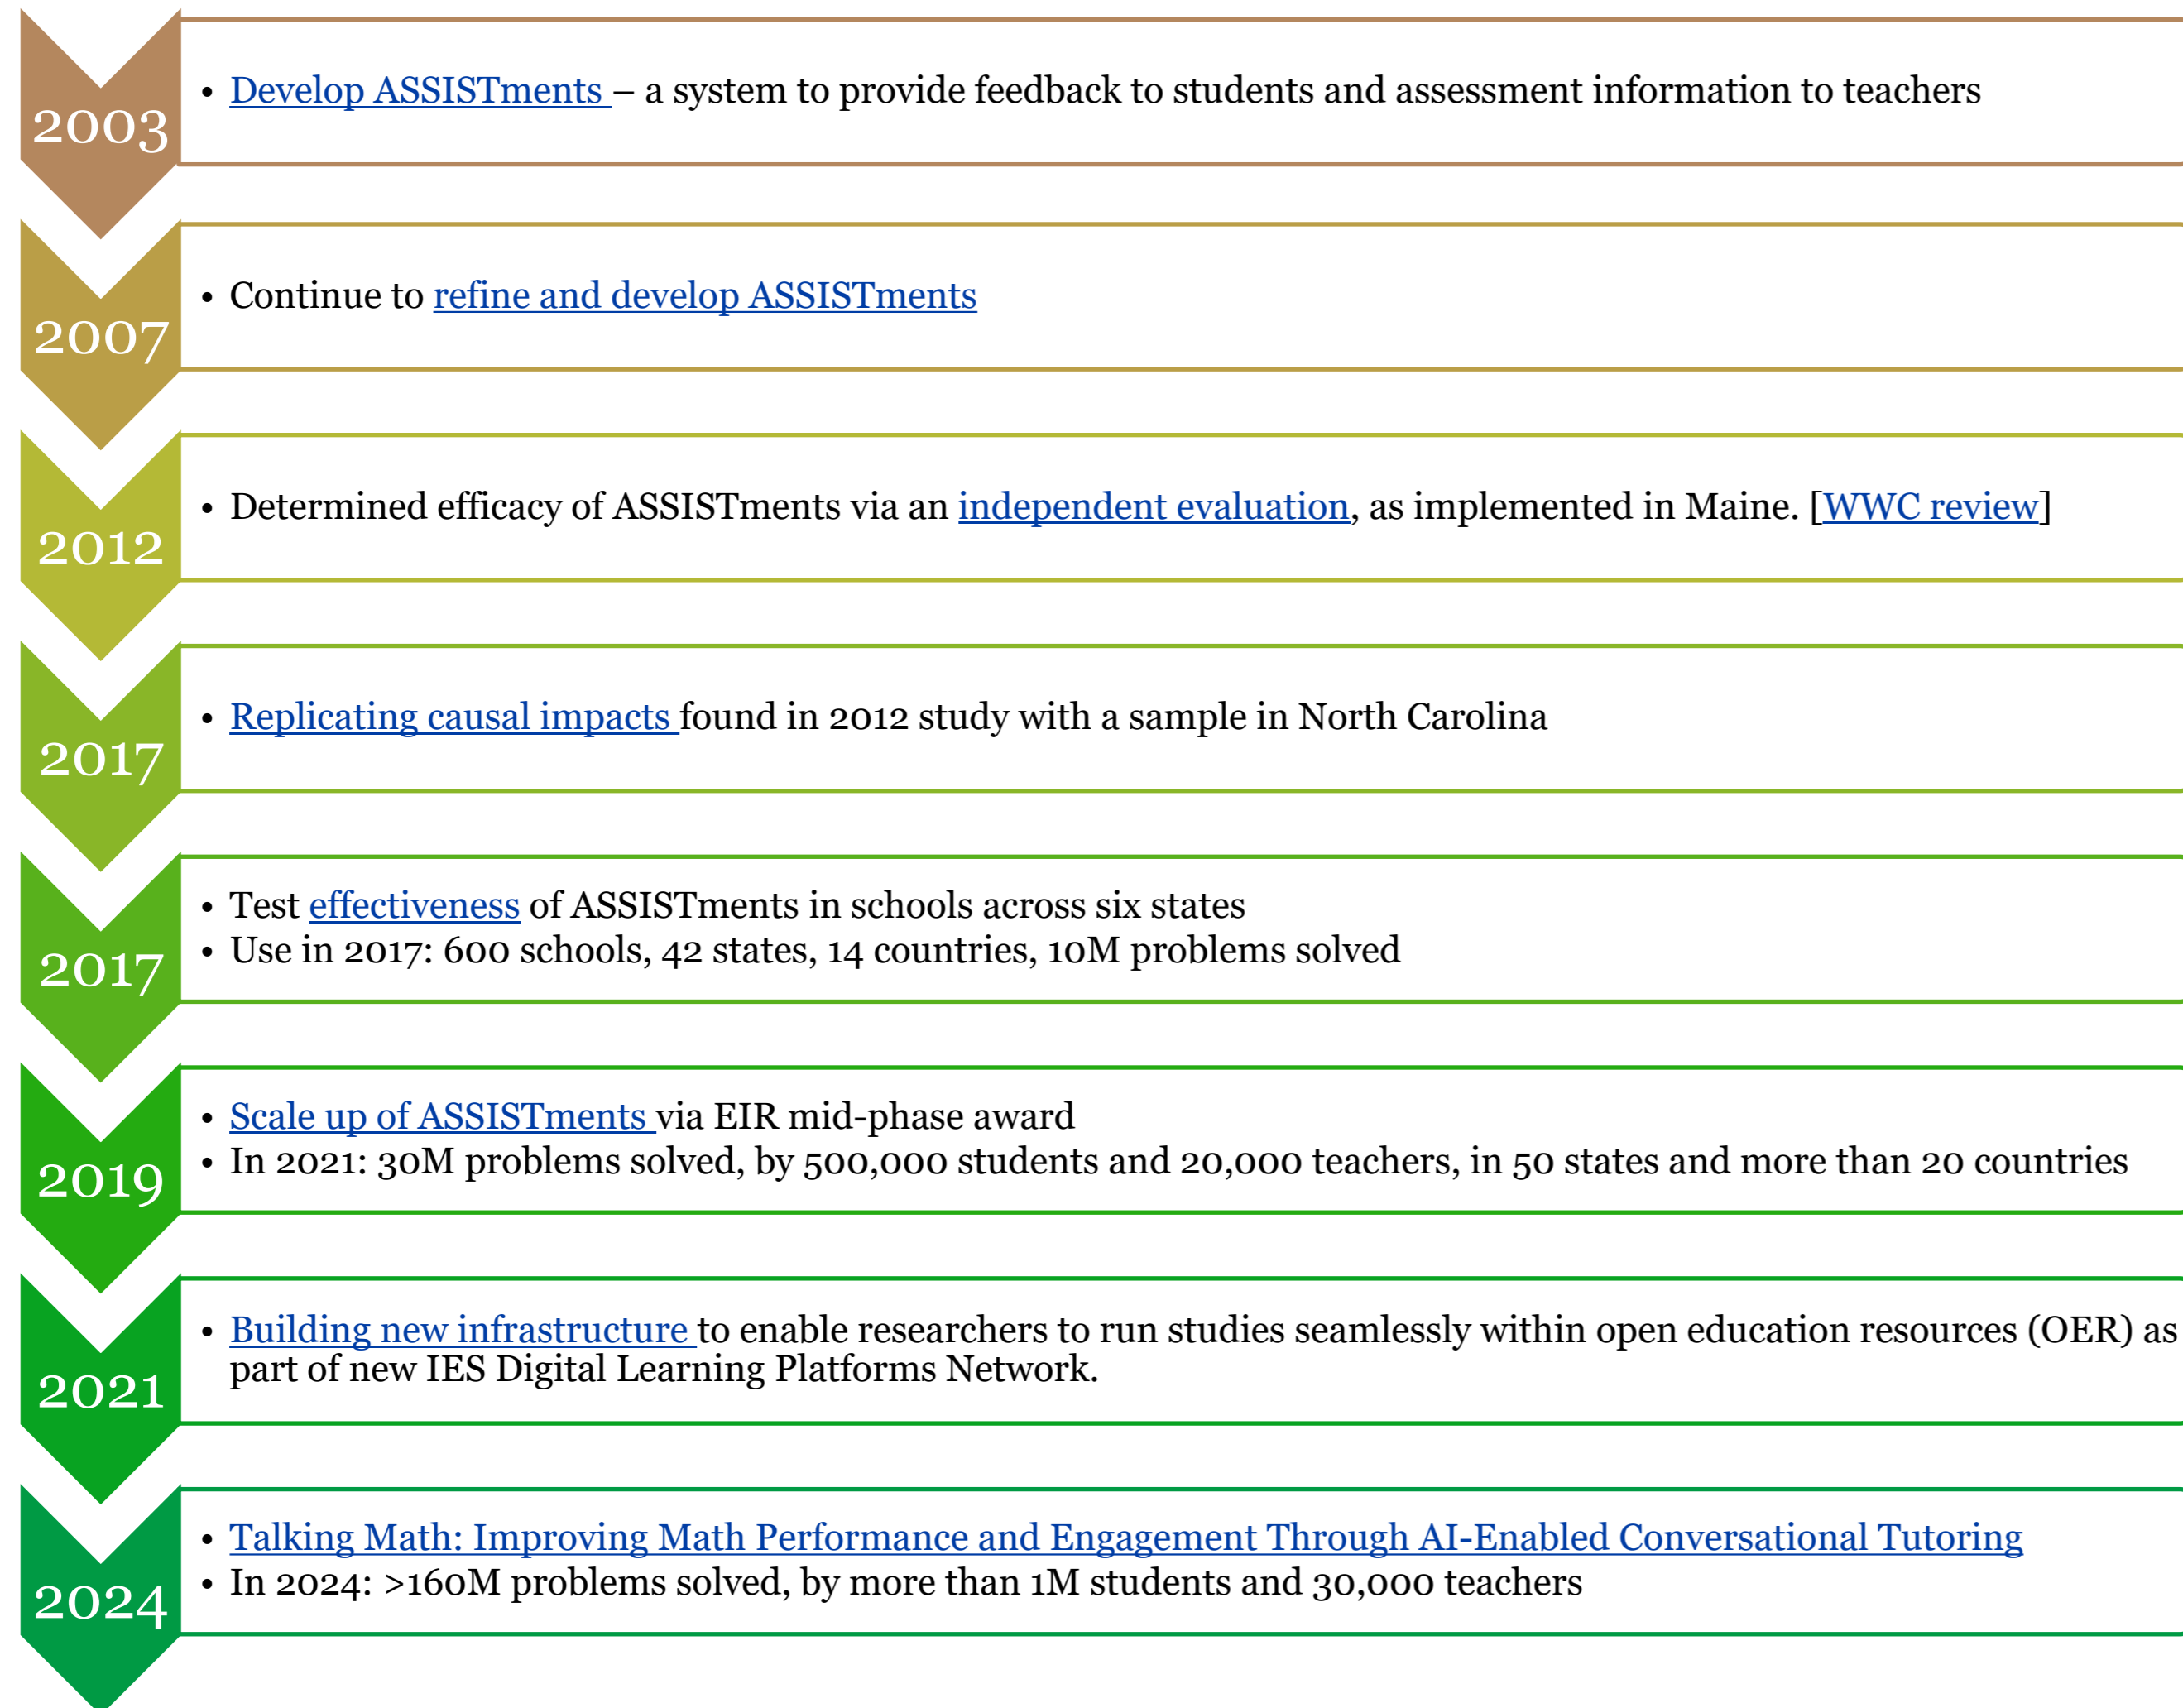 2003
• Develop ASSISTments – a system to provide feedback to students and assessment information to teachers
2007
• Continue to refine and develop ASSISTments
2012
• Determined efficacy of ASSISTments via an independent evaluation, as implemented in Maine. [WWC review]
2017
• Replicating causal impacts found in 2012 study with a sample in North Carolina
2017
• Test effectiveness of ASSISTments in schools across six states
• Use in 2017: 600 schools, 42 states, 14 countries, 10M problems solved
2019
• Scale up of ASSISTments via EIR mid-phase award
• In 2021: 30M problems solved, by 500,000 students and 20,000 teachers, in 50 states and more than 20 countries
2021
• Building new infrastructure to enable researchers to run studies seamlessly within open education resources (OER) as
part of new IES Digital Learning Platforms Network.
2024
• Talking Math: Improving Math Performance and Engagement Through AI-Enabled Conversational Tutoring
• In 2024: >160M problems solved, by more than 1M students and 30,000 teachers